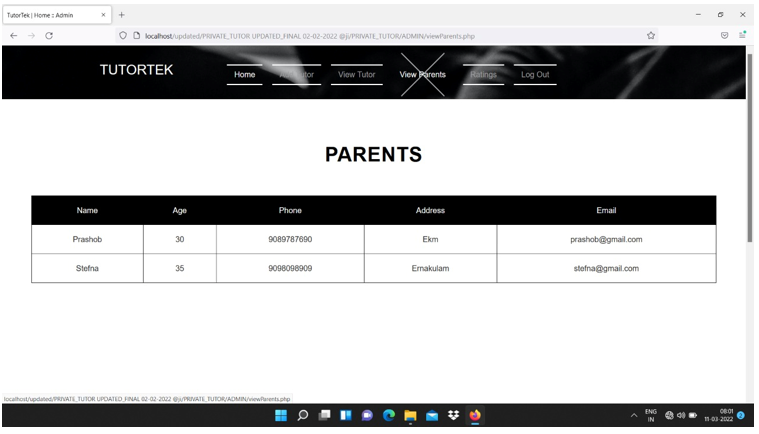 TutorTek | Home :: Admin
localhost/updated/PRIVATE_TUTOR UPDATED_FINAL 02-02-2022 @ji/PRIVATE_TUTOR/ADMIN/viewParents.php
TUTORTEK
Home Add Tutor View Tutor View Parents Ratings Log Out
PARENTS
Name Age Phone Address Email
Prashob 30 9089787690 Ekm prashob@gmail.com
Stefna 35 9098098909 Ernakulam stefna@gmail.com
localhost/updated/PRIVATE_TUTOR UPDATED_FINAL 02-02-2022 @ji/PRIVATE_TUTOR/ADMIN/viewParents.php
ENG 08:01
IN 11-03-2022 2